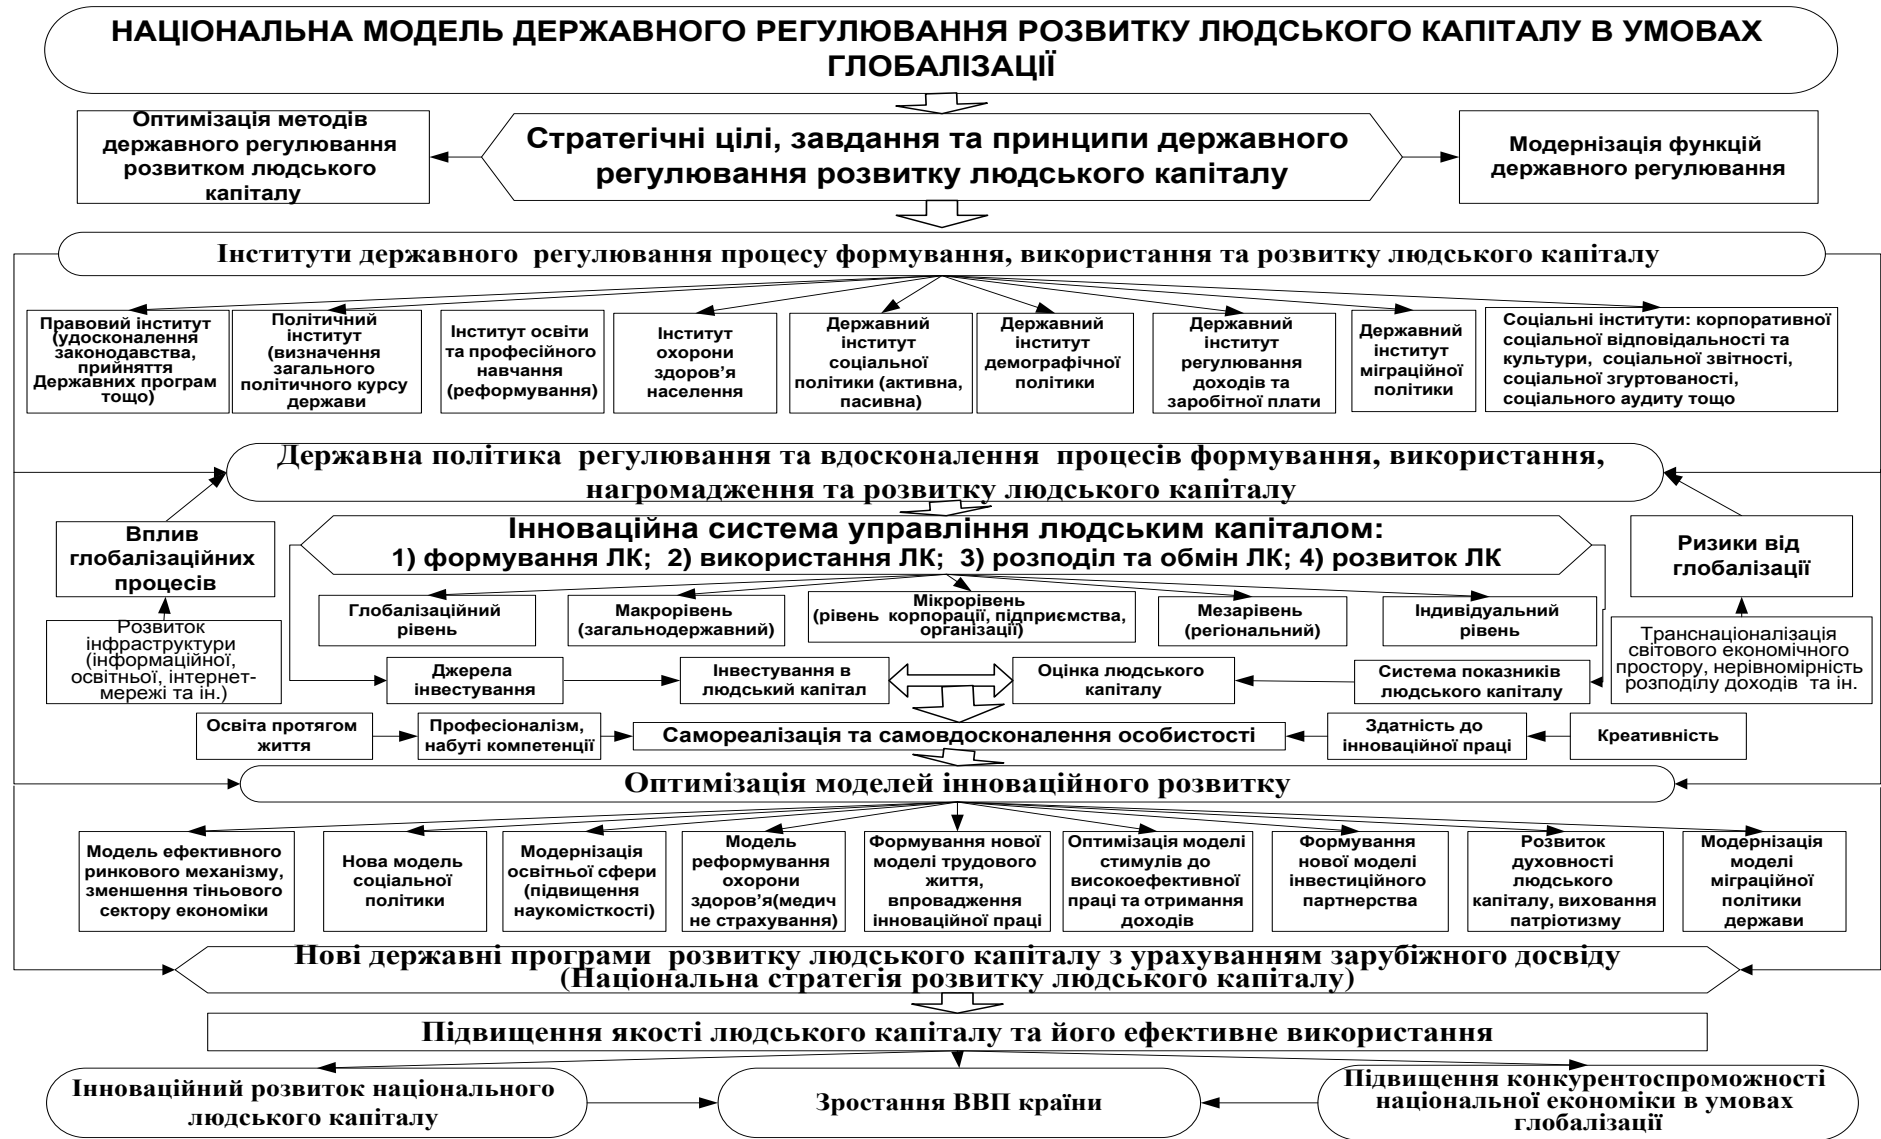 НАЦІОНАЛЬНА МОДЕЛЬ ДЕРЖАВНОГО РЕГУЛЮВАННЯ РОЗВИТКУ ЛЮДСЬКОГО КАПІТАЛУ В УМОВАХ
ГЛОБАЛІЗАЦІЇ
Оптимізація методів
державного регулювання
розвитком людського
капіталу
Стратегічні цілі, завдання та принципи державного
регулювання розвитку людського капіталу
Модернізація функцій
державного регулювання
Інститути державного регулювання процесу формування, використання та розвитку людського капіталу
Правовий інститут
(удосконалення
законодавства,
прийняття
Державних програм
тощо)
Політичний
інститут
(визначення
загального
політичного курсу
держави
Інститут освіти
та професійного
навчання
(реформування)
Інститут
охорони
здоров'я
населення
Державний
інститут
соціальної
політики (активна,
пасивна)
Державний
інститут
демографічної
політики
Державний
інститут
регулювання
доходів та
заробітної плати
Державний
інститут
міграційної
політики
Соціальні інститути: корпоративної
соціальної відповідальності та
культури, соціальної звітності,
соціальної згуртованості,
соціального аудиту тощо
Державна політика регулювання та вдосконалення процесів формування, використання,
нагромадження та розвитку людського капіталу
Вплив
глобалізаційних
процесів
Інноваційна система управління людським капіталом:
1) формування ЛК; 2) використання ЛК; 3) розподіл та обмін ЛК; 4) розвиток ЛК
Ризики від
глобалізації
Глобалізаційний
рівень
Макрорівень
(загальнодержавний)
Мікрорівень
(рівень корпорації, підприємства,
організації)
Мезарівень
(регіональний)
Індивідуальний
рівень
Розвиток
інфраструктури
(інформаційної,
освітньої, інтернет-
мережі та ін.)
Джерела
інвестування
Інвестування в
людський капітал
Оцінка людського
капіталу
Система показників
людського капіталу
Транснаціоналізація
світового економічного
простору, нерівномірність
розподілу доходів та ін.
Освіта протягом
життя
Професіоналізм,
набуті компетенції
Самореалізація та самовдосконалення особистості
Здатність до
інноваційної праці
Креативність
Оптимізація моделей інноваційного розвитку
Модель ефективного
ринкового механізму,
зменшення тіньового
сектору економіки
Нова модель
соціальної
політики
Модернізація
освітньої сфери
(підвищення
наукомісткості)
Модель
реформування
охорони
здоров'я(медич
не страхування)
Формування нової
моделі трудового
життя,
впровадження
інноваційної праці
Оптимізація моделі
стимулів до
високоефективної
праці та отримання
доходів
Формування
нової моделі
інвестиційного
партнерства
Розвиток
духовності
людського
капіталу, виховання
патріотизму
Модернізація
моделі
міграційної
політики
держави
Нові державні програми розвитку людського капіталу з урахуванням зарубіжного досвіду
(Національна стратегія розвитку людського капіталу)
Підвищення якості людського капіталу та його ефективне використання
Інноваційний розвиток національного
людського капіталу
Зростання ВВП країни
Підвищення конкурентоспроможності
національної економіки в умовах
глобалізації